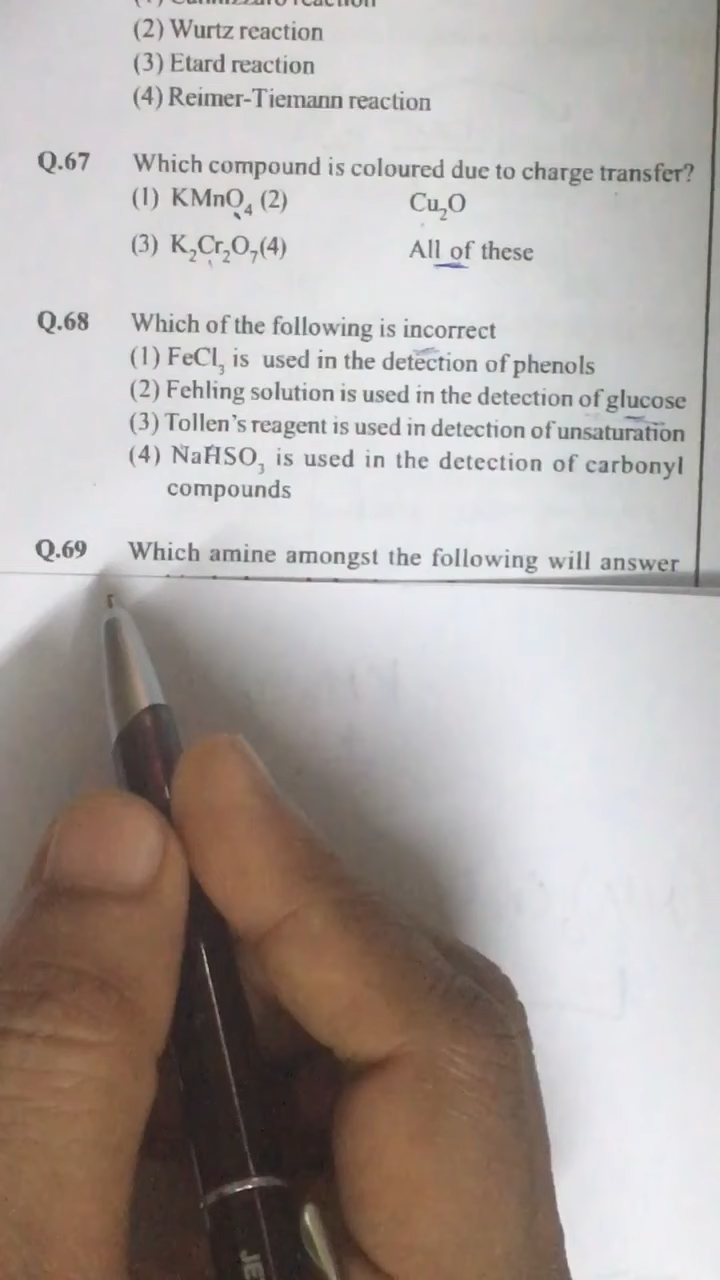 (2) Wurtz reaction
(3) Etard reaction
(4) Reimer-Tiemann reaction
Q.67 Which compound is coloured due to charge transfer?
(1) KMnO₄ (2) Cu₂O
(3) K₂Cr₂O₇(4) All of these
Q.68 Which of the following is incorrect
(1) FeCl₃ is used in the detection of phenols
(2) Fehling solution is used in the detection of glucose
(3) Tollen's reagent is used in detection of unsaturation
(4) NaHSO₃ is used in the detection of carbonyl
compounds
Q.69 Which amine amongst the following will answer
JE